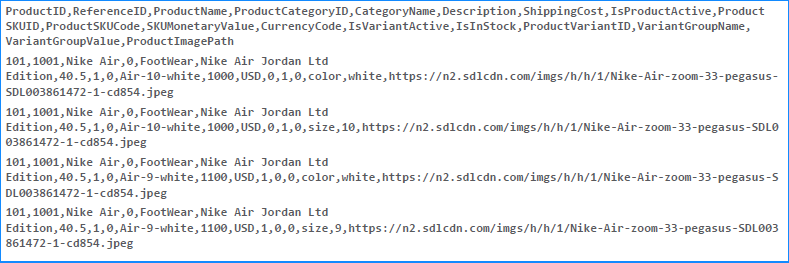 ProductID,ReferenceID,ProductName,ProductCategoryID,CategoryName,Description,ShippingCost,IsProductActive,Product
SKUID,ProductSKUCode,SKUMonetaryValue,CurrencyCode,IsVariantActive,IsInStock,ProductVariantID,VariantGroupName,
VariantGroupValue,ProductImagePath
101,1001,Nike Air,0,FootWear,Nike Air Jordan Ltd
Edition,40.5,1,0,Air-10-white,1000,USD,0,1,0,color,white,https://n2.sdlcdn.com/imgs/h/h/1/Nike-Air-zoom-33-pegasus-
SDL003861472-1-cd854.jpeg
101,1001,Nike Air,0,FootWear,Nike Air Jordan Ltd
Edition,40.5,1,0,Air-10-white,1000,USD,0,1,0,size,10,https://n2.sdlcdn.com/imgs/h/h/1/Nike-Air-zoom-33-pegasus-SDL0
03861472-1-cd854.jpeg
101,1001,Nike Air,0,FootWear,Nike Air Jordan Ltd
Edition,40.5,1,0,Air-9-white,1100,USD,1,0,0,color,white,https://n2.sdlcdn.com/imgs/h/h/1/Nike-Air-zoom-33-pegasus-S
DL003861472-1-cd854.jpeg
101,1001,Nike Air,0,FootWear,Nike Air Jordan Ltd
Edition,40.5,1,0,Air-9-white,1100,USD,1,0,0,size,9,https://n2.sdlcdn.com/imgs/h/h/1/Nike-Air-zoom-33-pegasus-SDL003
861472-1-cd854.jpeg